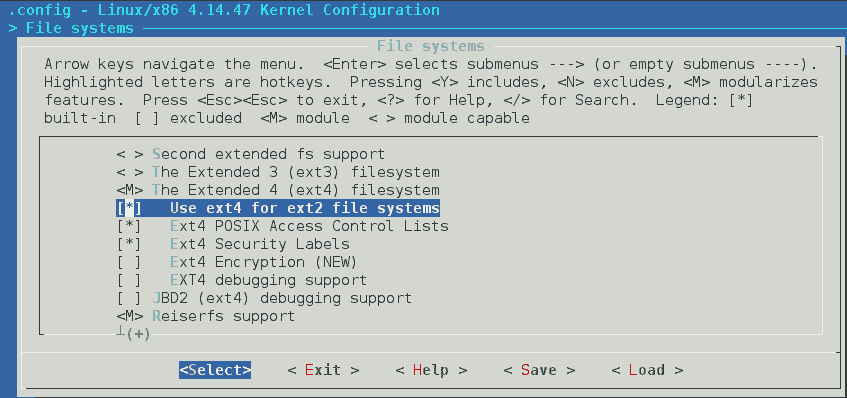 .config - Linux/x86 4.14.47 Kernel Configuration
> File systems
File systems
Arrow keys navigate the menu.  <Enter> selects submenus ---> (or empty submenus ----).
Highlighted letters are hotkeys.  Pressing <Y> includes, <N> excludes, <M> modularizes
features.  Press <Esc><Esc> to exit, <?> for Help, </> for Search.  Legend: [*]
built-in  [ ] excluded  <M> module  < > module capable
< > Second extended fs support
< > The Extended 3 (ext3) filesystem
<M> The Extended 4 (ext4) filesystem
[*]   Use ext4 for ext2 file systems
[*]   Ext4 POSIX Access Control Lists
[*]   Ext4 Security Labels
[ ]   Ext4 Encryption (NEW)
[ ]   EXT4 debugging support
[ ] JBD2 (ext4) debugging support
<M> Reiserfs support
┴(+)
<Select>    < Exit >    < Help >    < Save >    < Load >